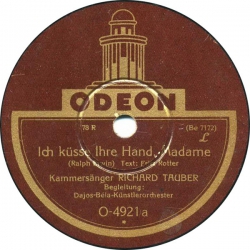 ODEON
78 R
(Be 7172)
L
Ich küsse Ihre Hand, Madame
(Ralph Erwin) Text: Fritz Rotter
Kammersänger RICHARD TAUBER
Begleitung:
Dajos-Béla-Künstlerorchester
O-4921a